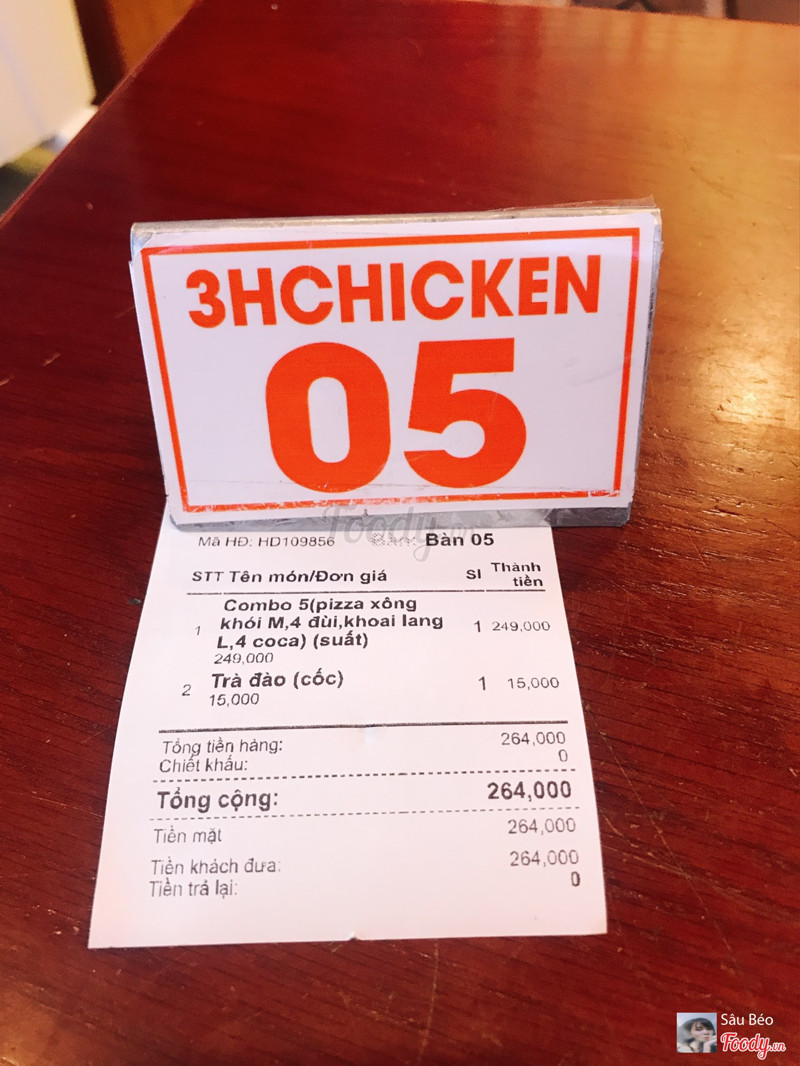 3HCHICKEN
05
Foody.vn
Mã HĐ: HD109856 Bàn 05
STT Tên món/Đơn giá Sl Thành tiền
1 Combo 5(pizza xông
khói M,4 đùi,khoai lang
L,4 coca) (suất) 1 249,000
249,000
2 Trà đào (cốc) 1 15,000
15,000
Tổng tiền hàng: 264,000
Chiết khấu: 0
Tổng cộng: 264,000
Tiền mặt 264,000
Tiền khách đưa: 264,000
Tiền trả lại: 0
Sâu Béo
Foody.vn